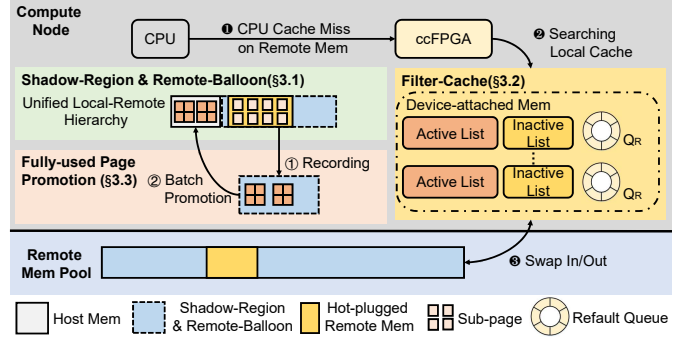 Compute
Node
CPU
❶ CPU Cache Miss
on Remote Mem
ccFPGA
❷ Searching
Local Cache
Shadow-Region & Remote-Balloon(§3.1)
Unified Local-Remote
Hierarchy
Fully-used Page
Promotion (§3.3)
① Recording
② Batch
Promotion
Filter-Cache(§3.2)
Device-attached Mem
Active List
Inactive
List
QR
Active List
Inactive
List
QR
Remote
Mem Pool
❸ Swap In/Out
Host Mem
Shadow-Region
& Remote-Balloon
Hot-plugged
Remote Mem
Sub-page
Refault Queue